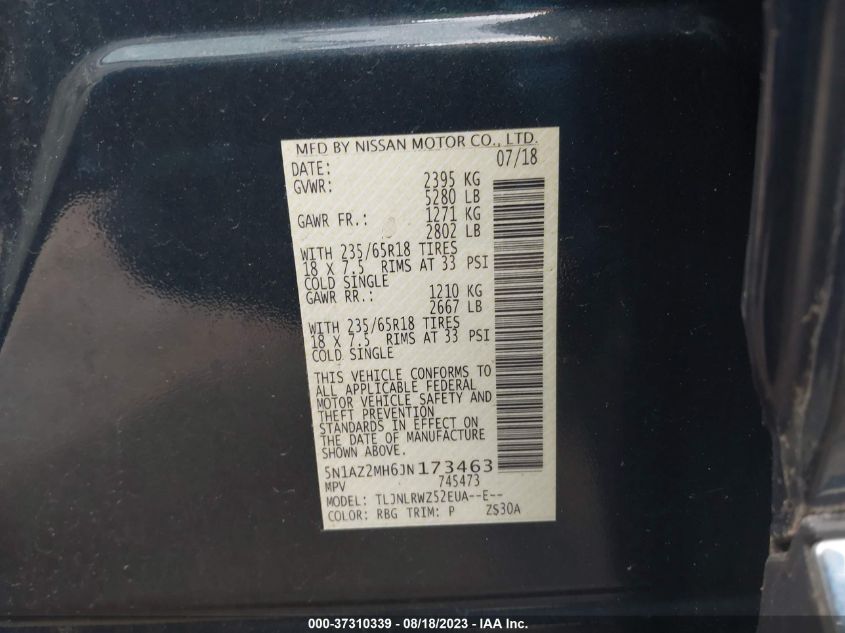 MFD BY NISSAN MOTOR CO., LTD.
DATE: 07/18
GVWR: 2395 KG
5280 LB
GAWR FR.: 1271 KG
2802 LB
WITH 235/65R18 TIRES
18 X 7.5 RIMS AT 33 PSI
COLD SINGLE
GAWR RR.: 1210 KG
2667 LB
WITH 235/65R18 TIRES
18 X 7.5 RIMS AT 33 PSI
COLD SINGLE
THIS VEHICLE CONFORMS TO
ALL APPLICABLE FEDERAL
MOTOR VEHICLE SAFETY AND
THEFT PREVENTION
STANDARDS IN EFFECT ON
THE DATE OF MANUFACTURE
SHOWN ABOVE.
5N1AZ2MH6JN173463
MPV 745473
MODEL: TLJNLRWZ52EUA--E--
COLOR: RBG TRIM: P ZS30A
000-37310339 - 08/18/2023 - IAA Inc.